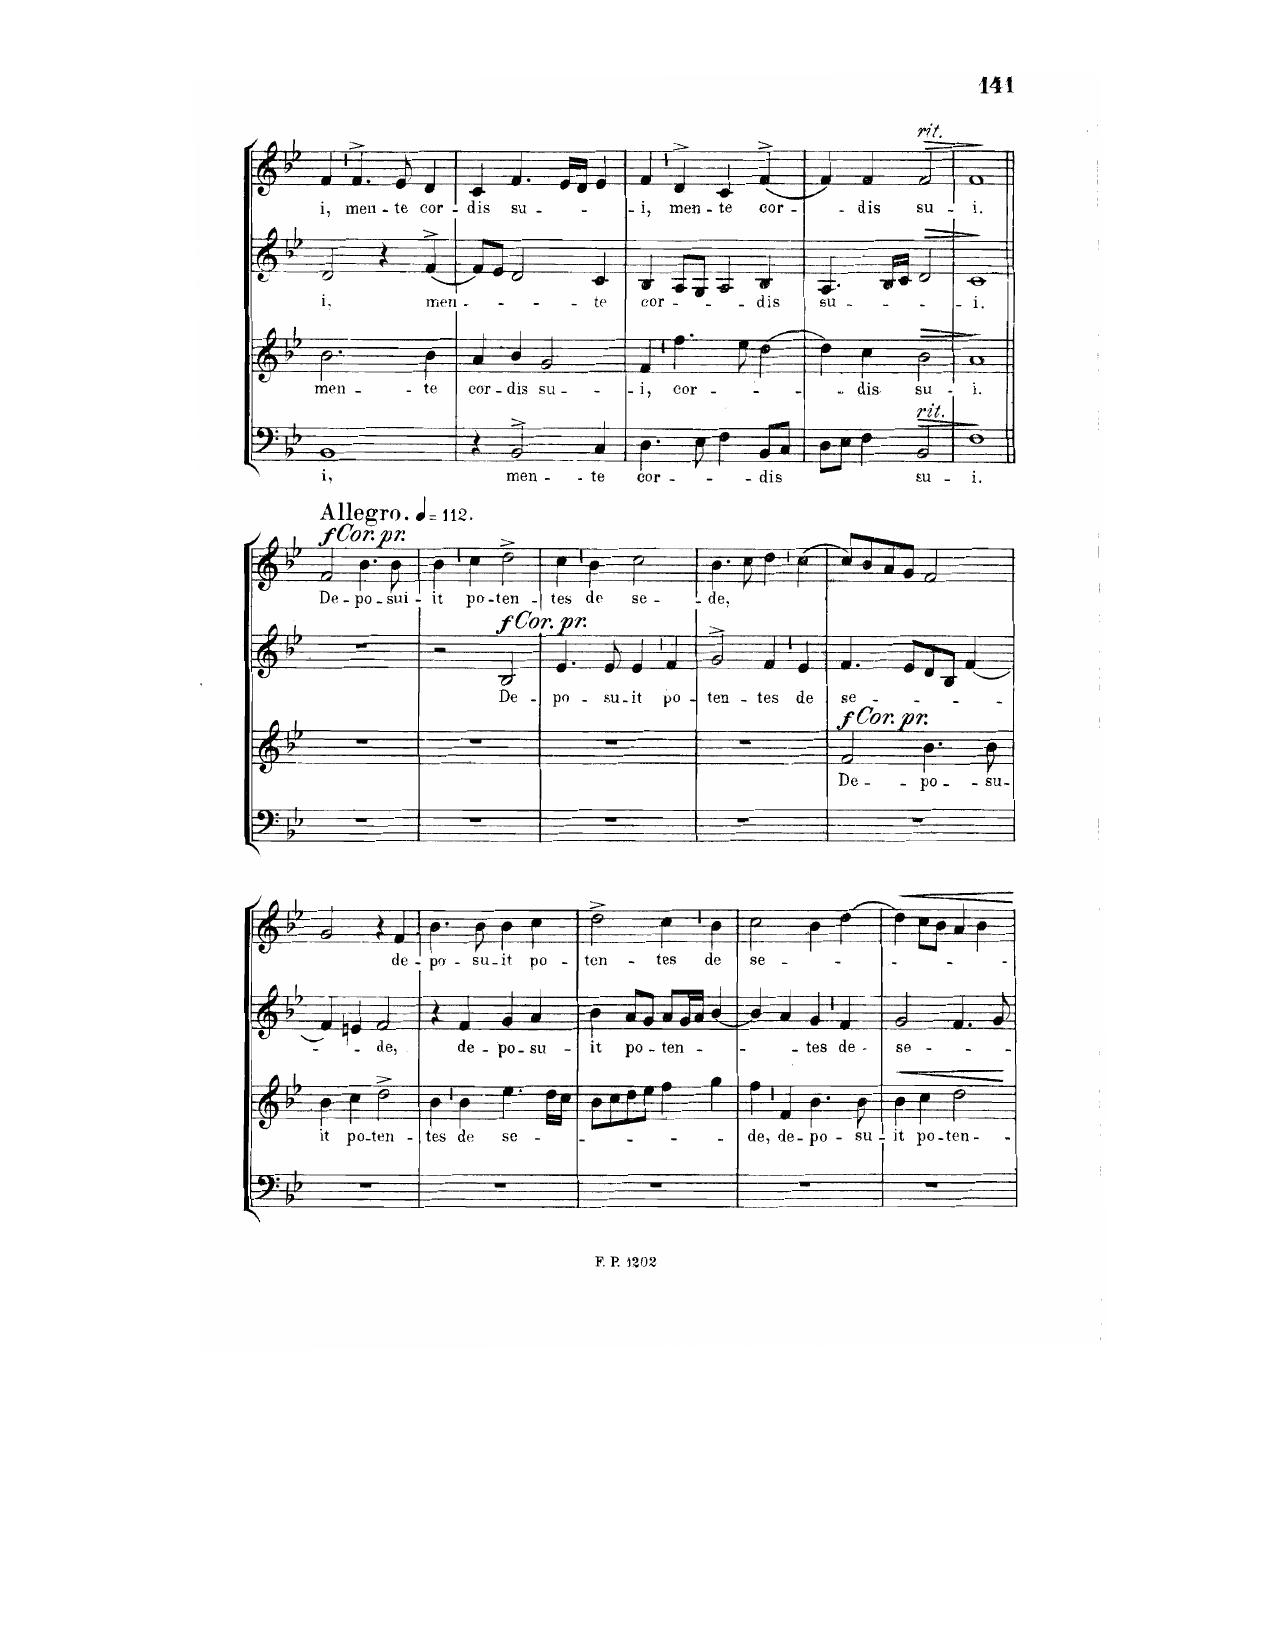 141
rit.
i, men - te cor - dis su - - - i, men - te cor - - dis su - i.
i, men - - - te cor - - - dis su - - - - i.
men - - te cor - dis su - - i, cor - - - - dis su - i.
rit.
i, men - - te cor - - - dis su - i.
Allegro. ♩ = 112.
f Cor. pr.
De - po - sui - it po - ten - tes de se - de,
f Cor. pr.
De - po - su - it po - ten - tes de se - - - - -
f Cor. pr.
De - - po - - su -
de - po - su - it po - ten - tes de se - - - - - - - -
- - de, de - po - su - it po - ten - - - - tes de - se - - - -
it po - ten - tes de se - - - - - - - de, de - po - su - it po - ten - -
F. P. 1202